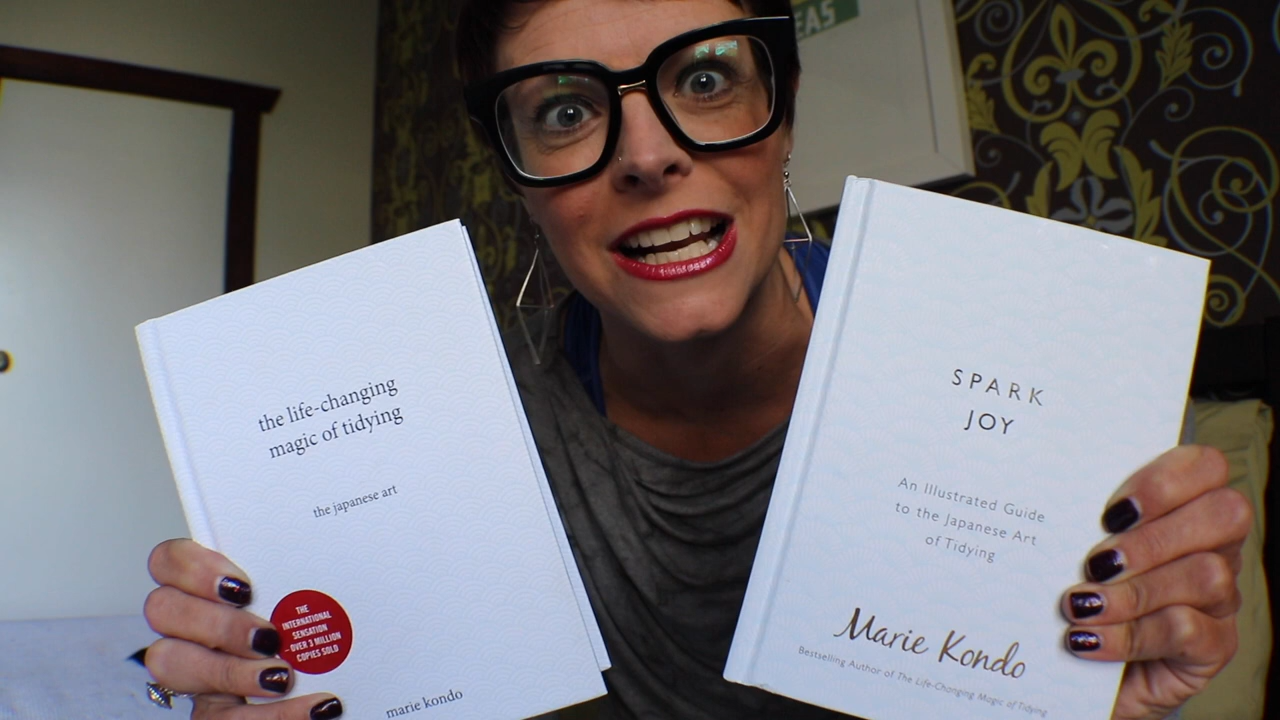 EAS
the life-changing
magic of tidying
the japanese art
THE
INTERNATIONAL
SENSATION
– OVER 3 MILLION
COPIES SOLD
marie kondo
SPARK
JOY
An Illustrated Guide
to the Japanese Art
of Tidying
Marie Kondo
Bestselling Author of The Life-Changing Magic of Tidying